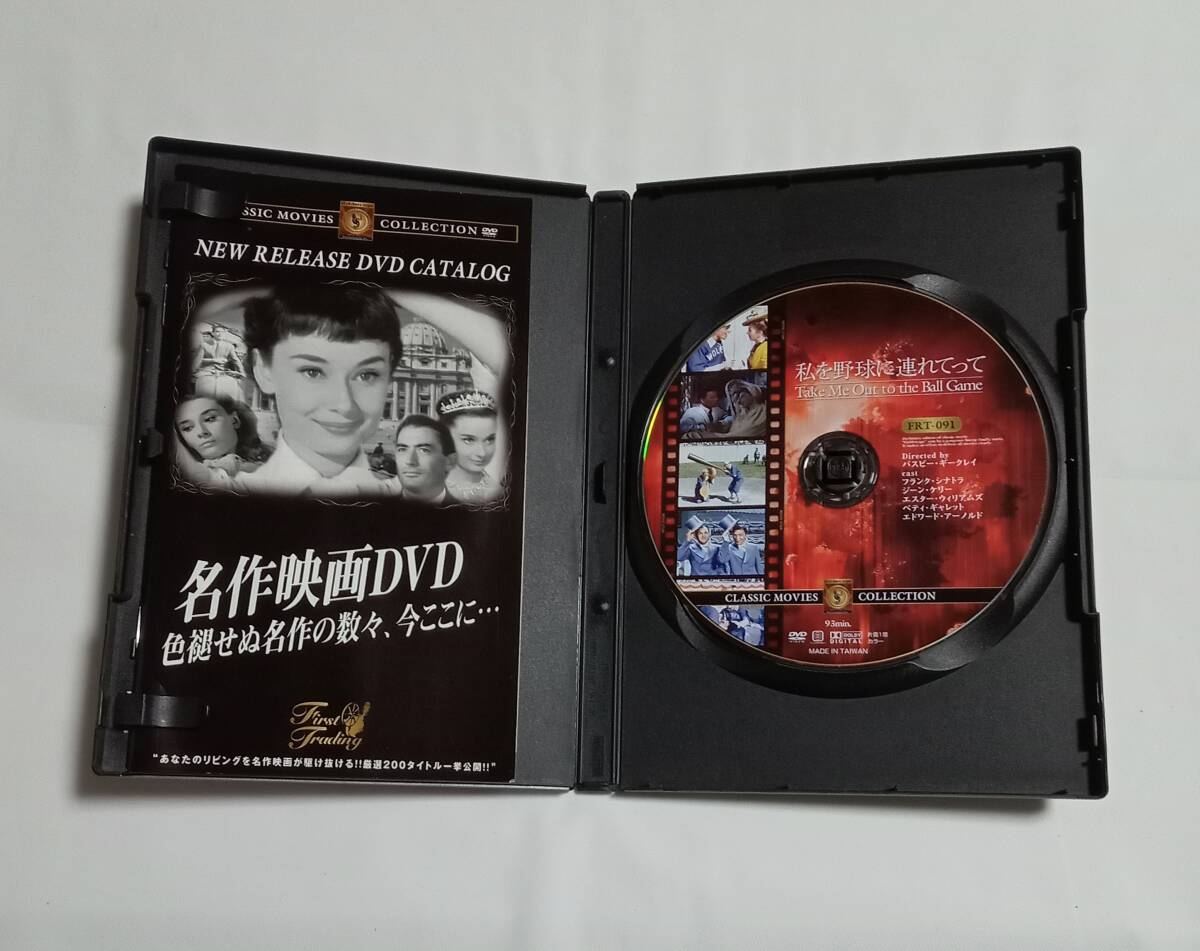 SSIC MOVIES COLLECTION DVD
NEW RELEASE DVD CATALOG
名作映画DVD
色褪せぬ名作の数々、今ここに…
First
Trading
“あなたのリビングを名作映画が駆け抜ける!!厳選200タイトル一挙公開!!”
WOLV
私を野球に連れてって
Take Me Out to the Ball Game
FRT-091
Directed by
バスビー・ギークレイ
cast
フランク・シナトラ
ジーン・ケリー
エスター・ウィリアムズ
ベティ・ギャレット
エドワード・アーノルド
CLASSIC MOVIES COLLECTION
93min.
DVD DOLBY DIGITAL 片面1層 カラー
MADE IN TAIWAN